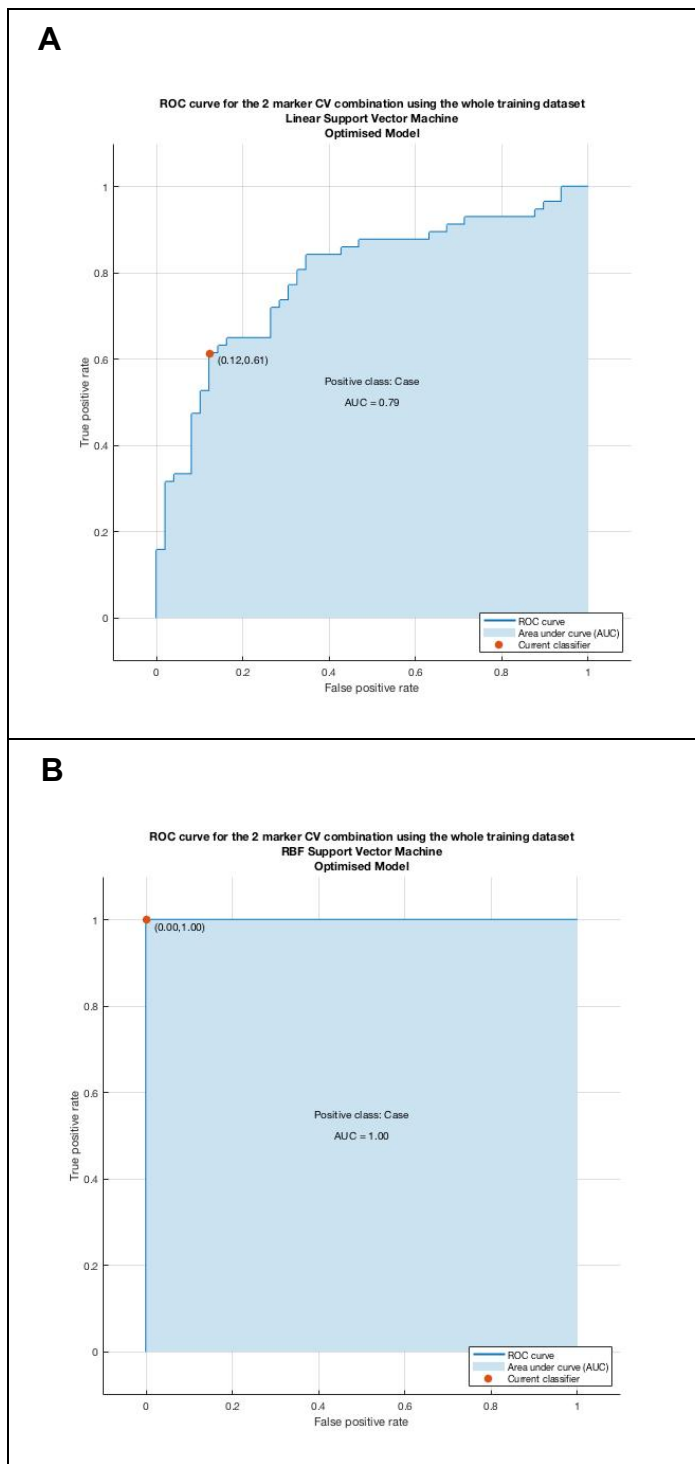 A
ROC curve for the 2 marker CV combination using the whole training dataset
Linear Support Vector Machine
Optimised Model
1
0.8
0.6
0.4
0.2
0
True positive rate
(0.12,0.61)
Positive class: Case
AUC = 0.79
ROC curve
Area under curve (AUC)
Current classifier
0 0.2 0.4 0.6 0.8 1
False positive rate
B
ROC curve for the 2 marker CV combination using the whole training dataset
RBF Support Vector Machine
Optimised Model
1
0.8
0.6
0.4
0.2
0
True positive rate
(0.00,1.00)
Positive class: Case
AUC = 1.00
ROC curve
Area under curve (AUC)
Current classifier
0 0.2 0.4 0.6 0.8 1
False positive rate